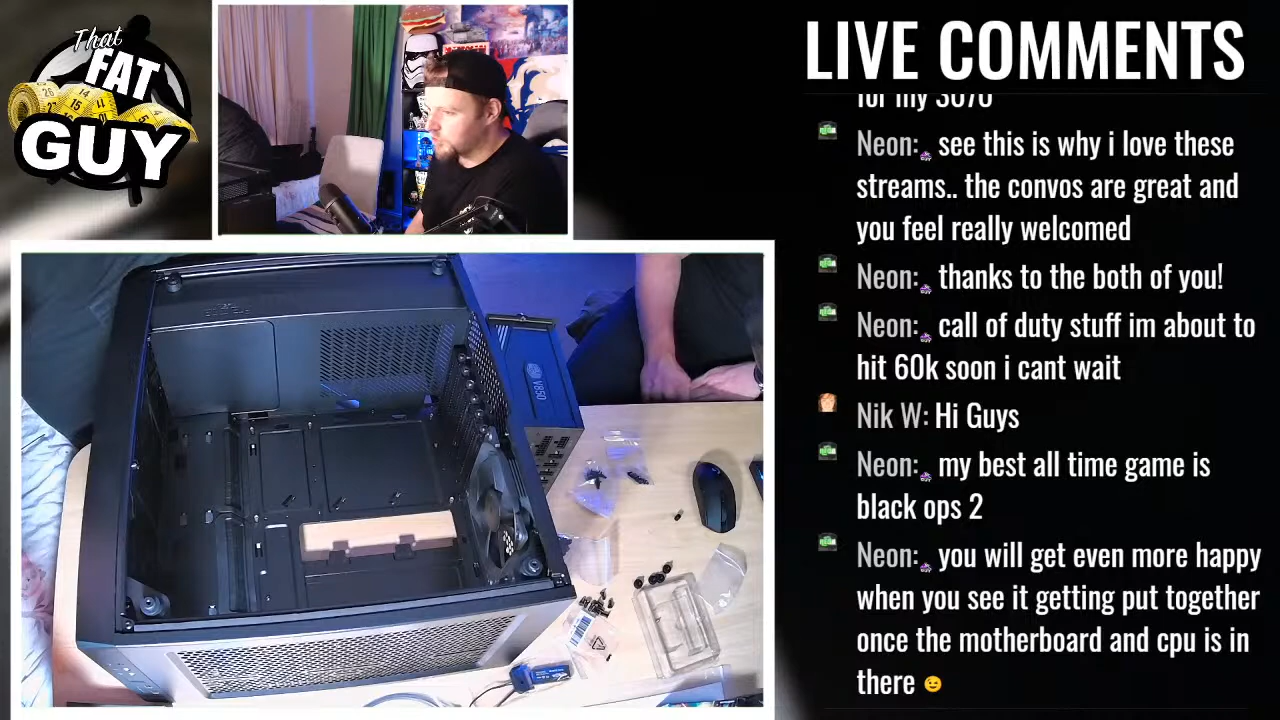 That
FAT
GUY
LIVE COMMENTS
for my 3070
Neon: see this is why i love these
streams.. the convos are great and
you feel really welcomed
Neon: thanks to the both of you!
Neon: call of duty stuff im about to
hit 60k soon i cant wait
Nik W: Hi Guys
Neon: my best all time game is
black ops 2
Neon: you will get even more happy
when you see it getting put together
once the motherboard and cpu is in
there 😉
V850